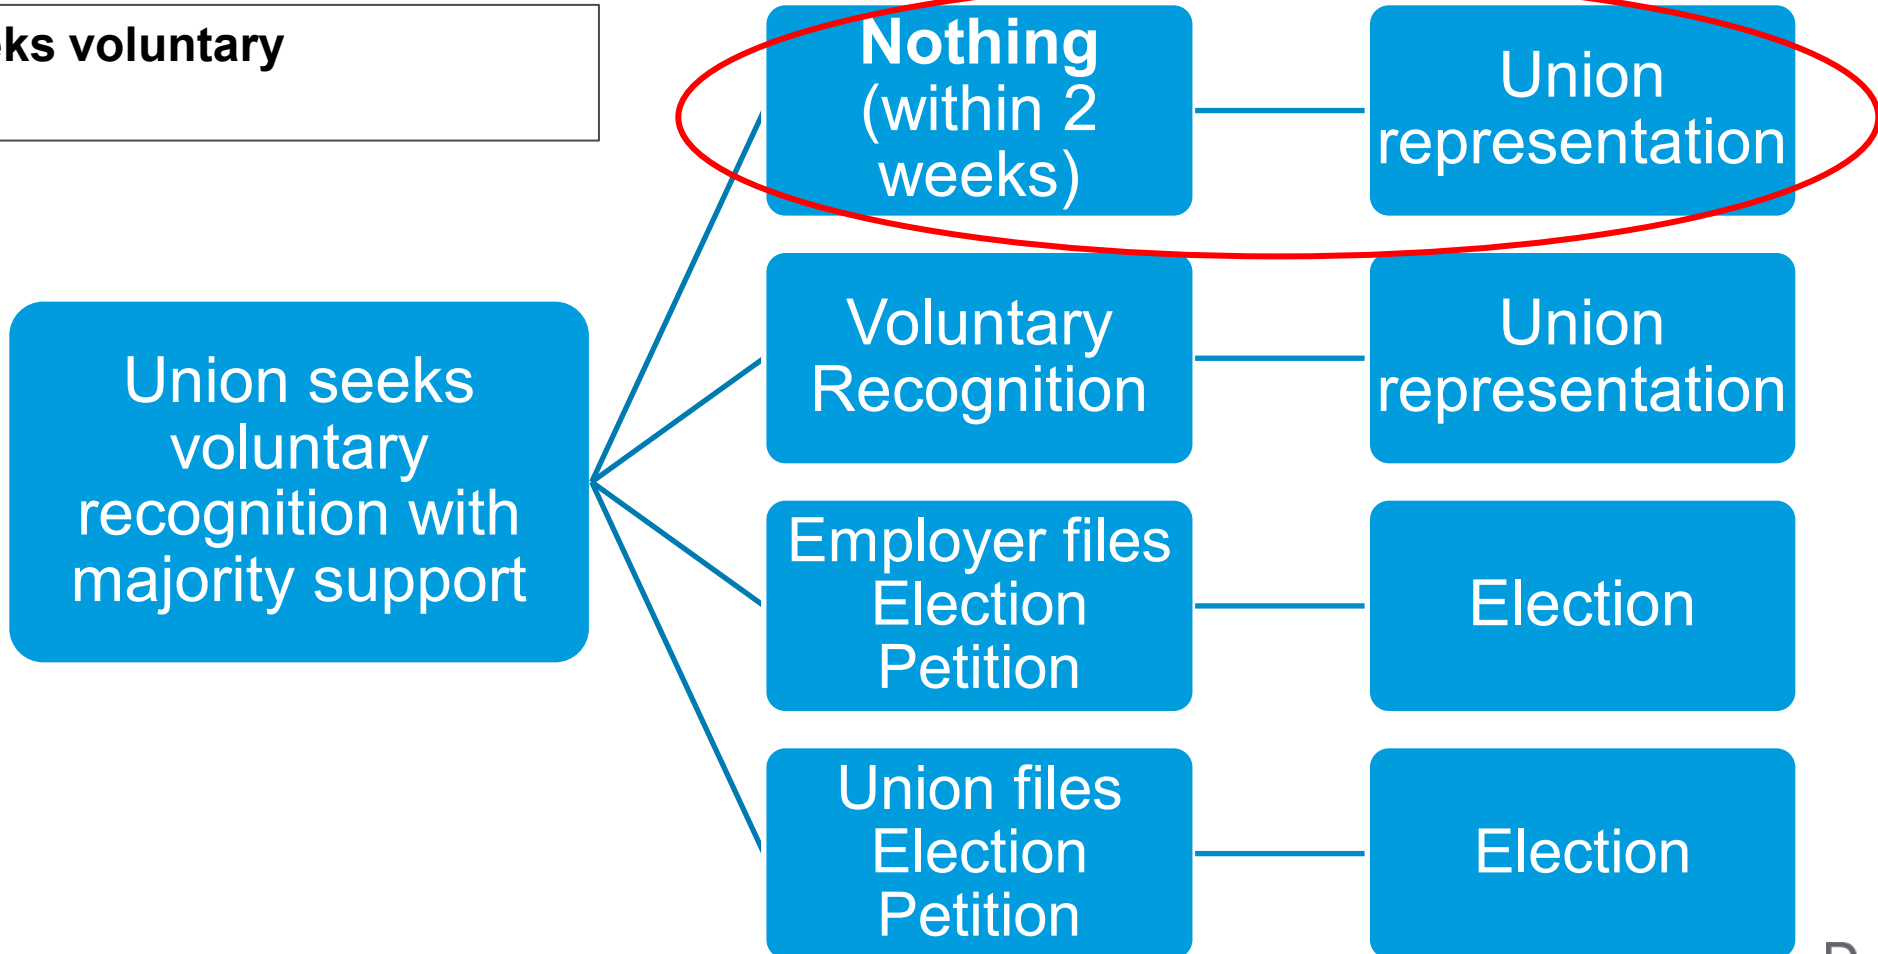 ks voluntary
Union seeks
voluntary
recognition with
majority support
Nothing
(within 2
weeks)
Union
representation
Voluntary
Recognition
Union
representation
Employer files
Election
Petition
Election
Union files
Election
Petition
Election